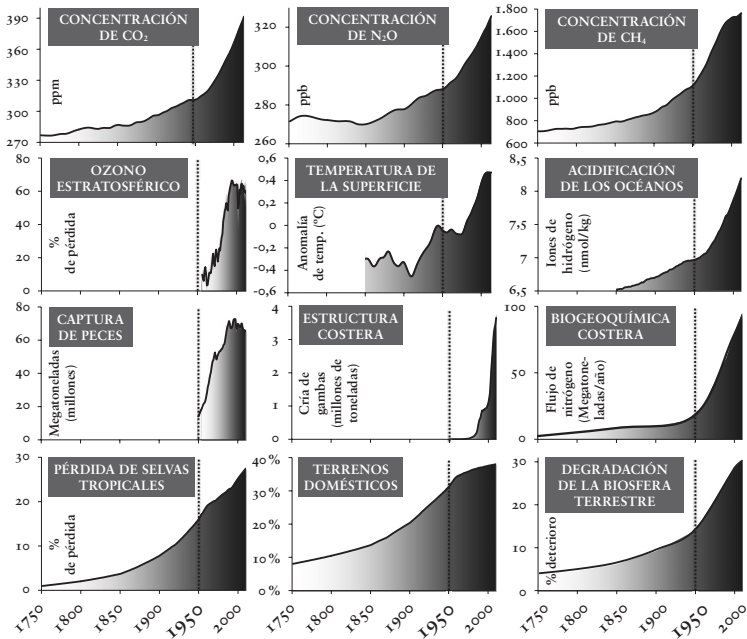 CONCENTRACIÓN
DE CO₂
390
350
310
270
ppm
CONCENTRACIÓN
DE N₂O
320
300
280
260
ppb
CONCENTRACIÓN
DE CH₄
1.800
1.600
1.400
1.200
1.000
800
600
ppb
OZONO
ESTRATOSFÉRICO
80
60
40
20
0
%
de pérdida
TEMPERATURA DE
LA SUPERFICIE
0,6
0,4
0,2
0
-0,2
-0,4
-0,6
Anomalía
de temp. (°C)
ACIDIFICACIÓN
DE LOS OCÉANOS
8,5
8
7,5
7
6,5
Iones de
hidrógeno
(nmol/kg)
CAPTURA
DE PECES
80
60
40
20
0
Megatoneladas
(millones)
ESTRUCTURA
COSTERA
4
3
2
1
0
Cría de
gambas
(millones de
toneladas)
BIOGEOQUÍMICA
COSTERA
100
50
0
Flujo de
nitrógeno
(Megatone-
ladas/año)
PÉRDIDA DE SELVAS
TROPICALES
30
20
10
0
%
de pérdida
1750
1800
1850
1900
1950
2000
TERRENOS
DOMÉSTICOS
40%
30%
20%
10%
0%
1750
1800
1850
1900
1950
2000
DEGRADACIÓN
DE LA BIOSFERA
TERRESTRE
30
20
10
0
% deterioro
1750
1800
1850
1900
1950
2000